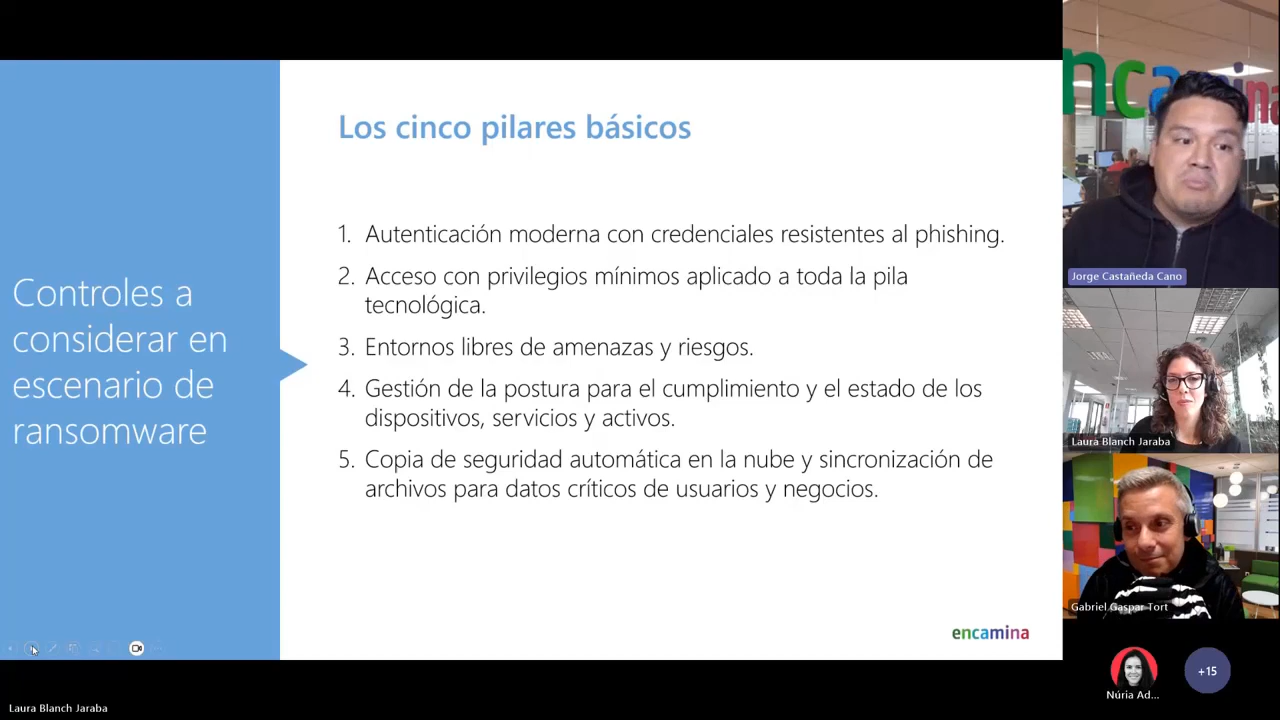 Controles a
considerar en
escenario de
ransomware
Los cinco pilares básicos
1. Autenticación moderna con credenciales resistentes al phishing.
2. Acceso con privilegios mínimos aplicado a toda la pila
tecnológica.
3. Entornos libres de amenazas y riesgos.
4. Gestión de la postura para el cumplimiento y el estado de los
dispositivos, servicios y activos.
5. Copia de seguridad automática en la nube y sincronización de
archivos para datos críticos de usuarios y negocios.
encamina
Laura Blanch Jaraba
encamina
Jorge Castañeda Cano
Laura Blanch Jaraba
Gabriel Gaspar Tort
Núria Ad...
+15